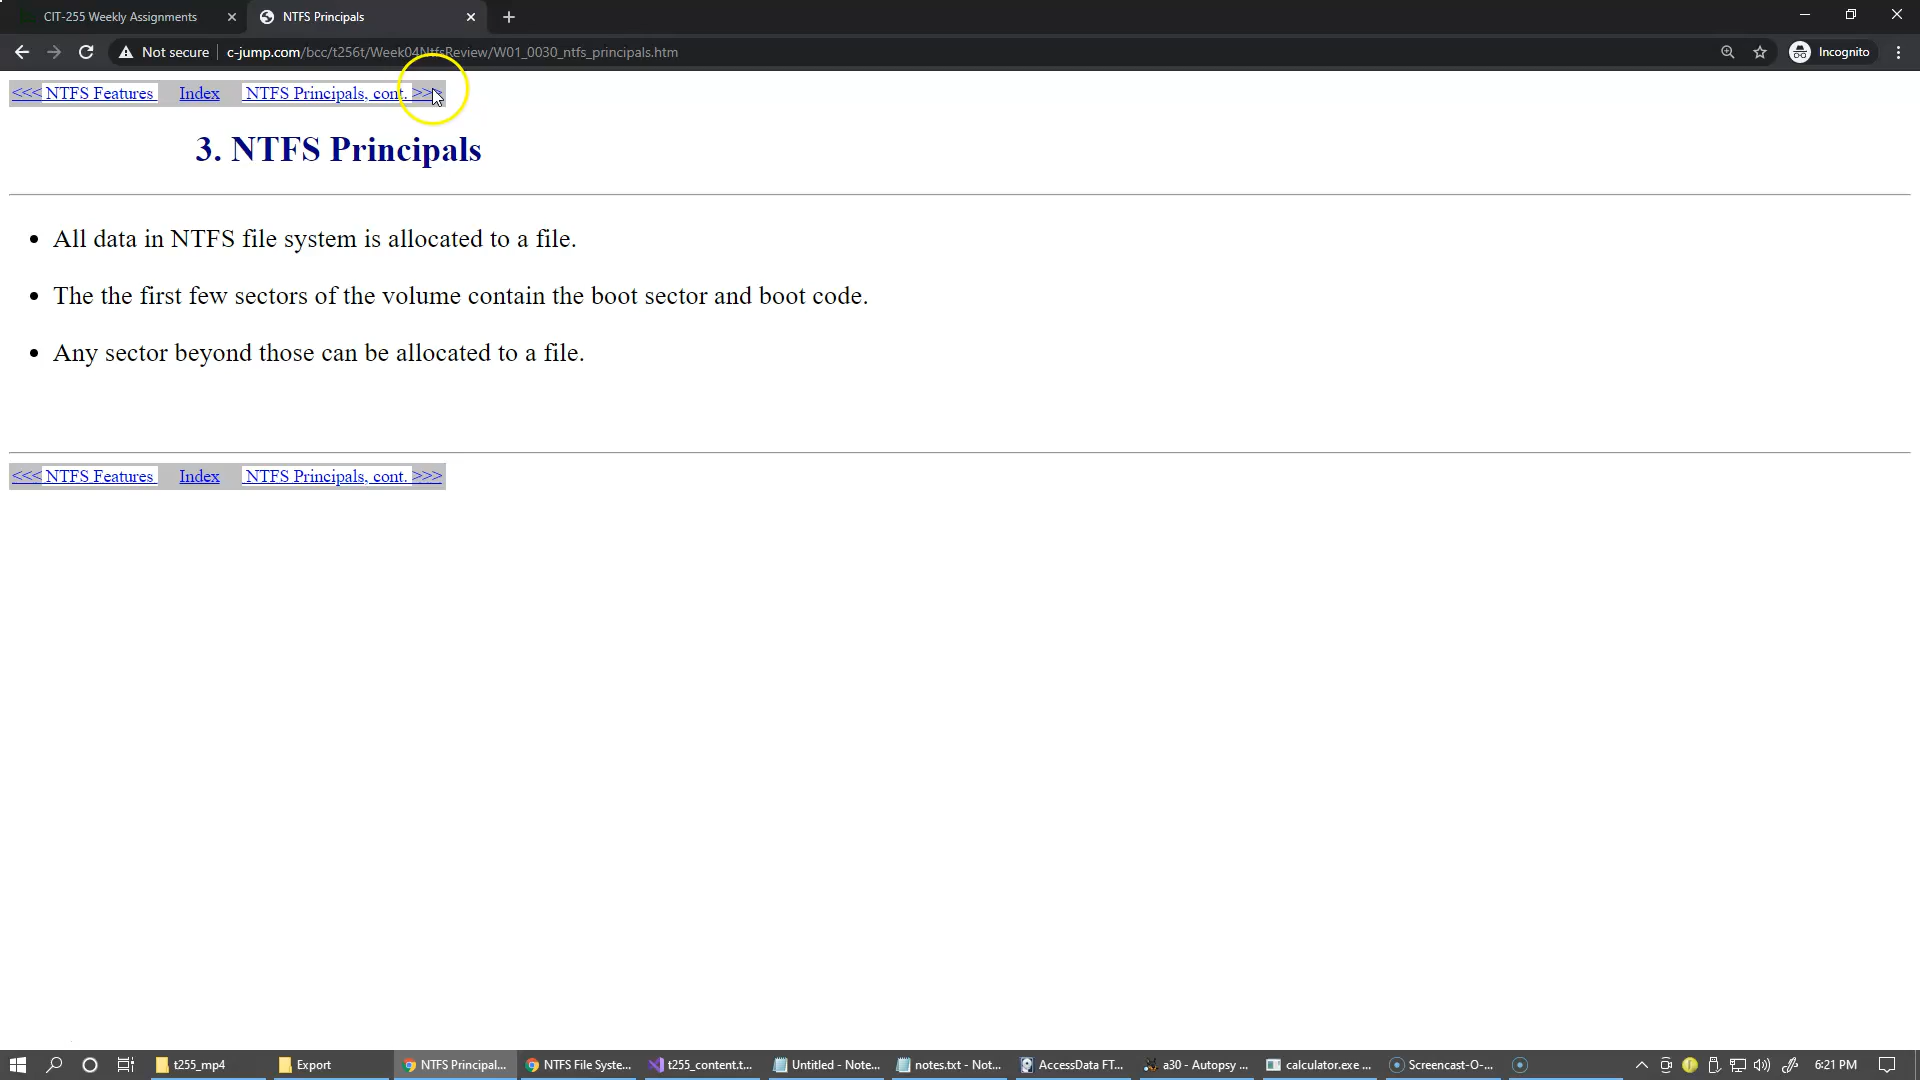 CIT-255 Weekly Assignments
NTFS Principals
Not secure
c-jump.com/bcc/t256t/Week04NtfsReview/W01_0030_ntfs_principals.htm
Incognito
<<< NTFS Features Index NTFS Principals, cont. >>>
3. NTFS Principals
• All data in NTFS file system is allocated to a file.
• The the first few sectors of the volume contain the boot sector and boot code.
• Any sector beyond those can be allocated to a file.
<<< NTFS Features Index NTFS Principals, cont. >>>
t255_mp4
Export
NTFS Principal...
NTFS File Syste...
t255_content.t...
Untitled - Note...
notes.txt - Not...
AccessData FT...
a30 - Autopsy ...
calculator.exe ...
Screencast-O-...
6:21 PM